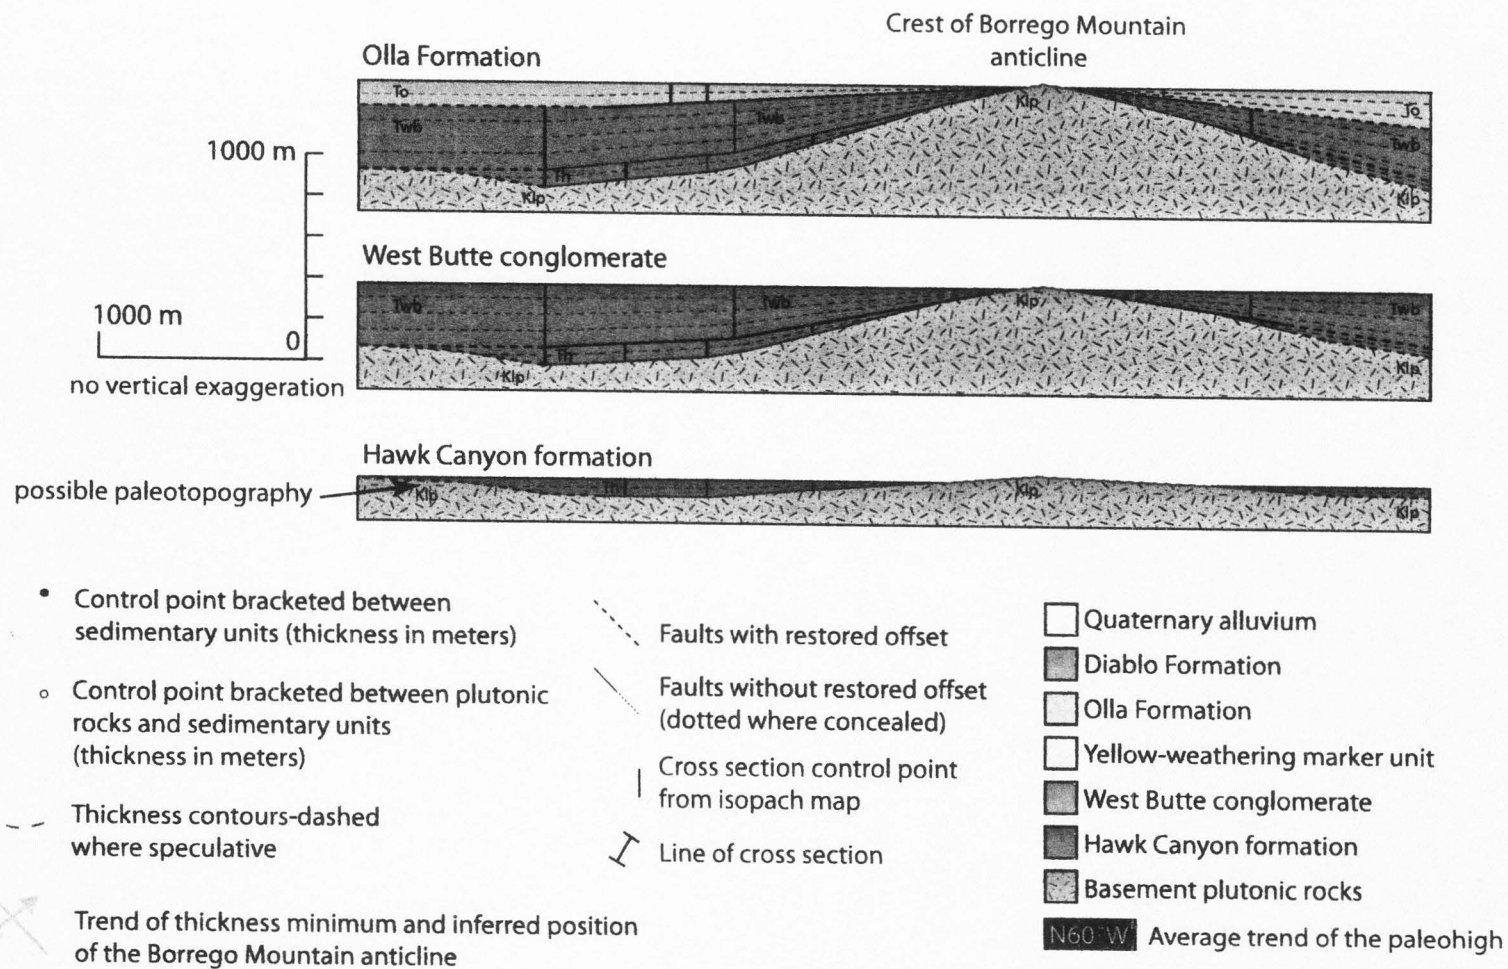 Crest of Borrego Mountain
anticline
Olla Formation
To
Twb
Twb
Klp
To
Twb
Th
Klp
Klp
1000 m
1000 m
0
no vertical exaggeration
West Butte conglomerate
Twb
Twb
Klp
Twb
Th
Klp
Klp
Hawk Canyon formation
possible paleotopography
Klp
Th
Klp
Klp
Control point bracketed between
sedimentary units (thickness in meters)
Control point bracketed between plutonic
rocks and sedimentary units
(thickness in meters)
Thickness contours-dashed
where speculative
Trend of thickness minimum and inferred position
of the Borrego Mountain anticline
Faults with restored offset
Faults without restored offset
(dotted where concealed)
Cross section control point
from isopach map
Line of cross section
Quaternary alluvium
Diablo Formation
Olla Formation
Yellow-weathering marker unit
West Butte conglomerate
Hawk Canyon formation
Basement plutonic rocks
N60 W Average trend of the paleohigh